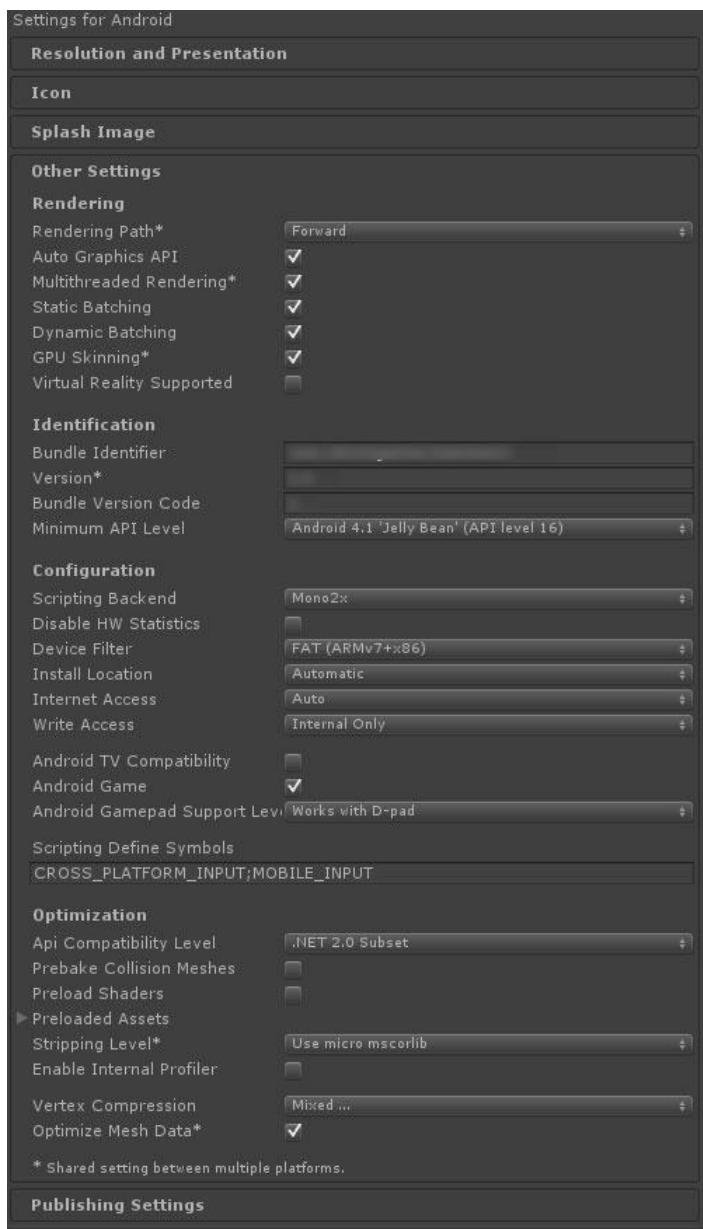 Settings for Android
Resolution and Presentation
Icon
Splash Image
Other Settings
Rendering
Rendering Path* Forward
Auto Graphics API
Multithreaded Rendering*
Static Batching
Dynamic Batching
GPU Skinning*
Virtual Reality Supported
Identification
Bundle Identifier
Version*
Bundle Version Code
Minimum API Level Android 4.1 'Jelly Bean' (API level 16)
Configuration
Scripting Backend Mono2x
Disable HW Statistics
Device Filter FAT (ARMv7+x86)
Install Location Automatic
Internet Access Auto
Write Access Internal Only
Android TV Compatibility
Android Game
Android Gamepad Support Lev Works with D-pad
Scripting Define Symbols
CROSS_PLATFORM_INPUT;MOBILE_INPUT
Optimization
Api Compatibility Level .NET 2.0 Subset
Prebake Collision Meshes
Preload Shaders
Preloaded Assets
Stripping Level* Use micro mscorlib
Enable Internal Profiler
Vertex Compression Mixed ...
Optimize Mesh Data*
* Shared setting between multiple platforms.
Publishing Settings